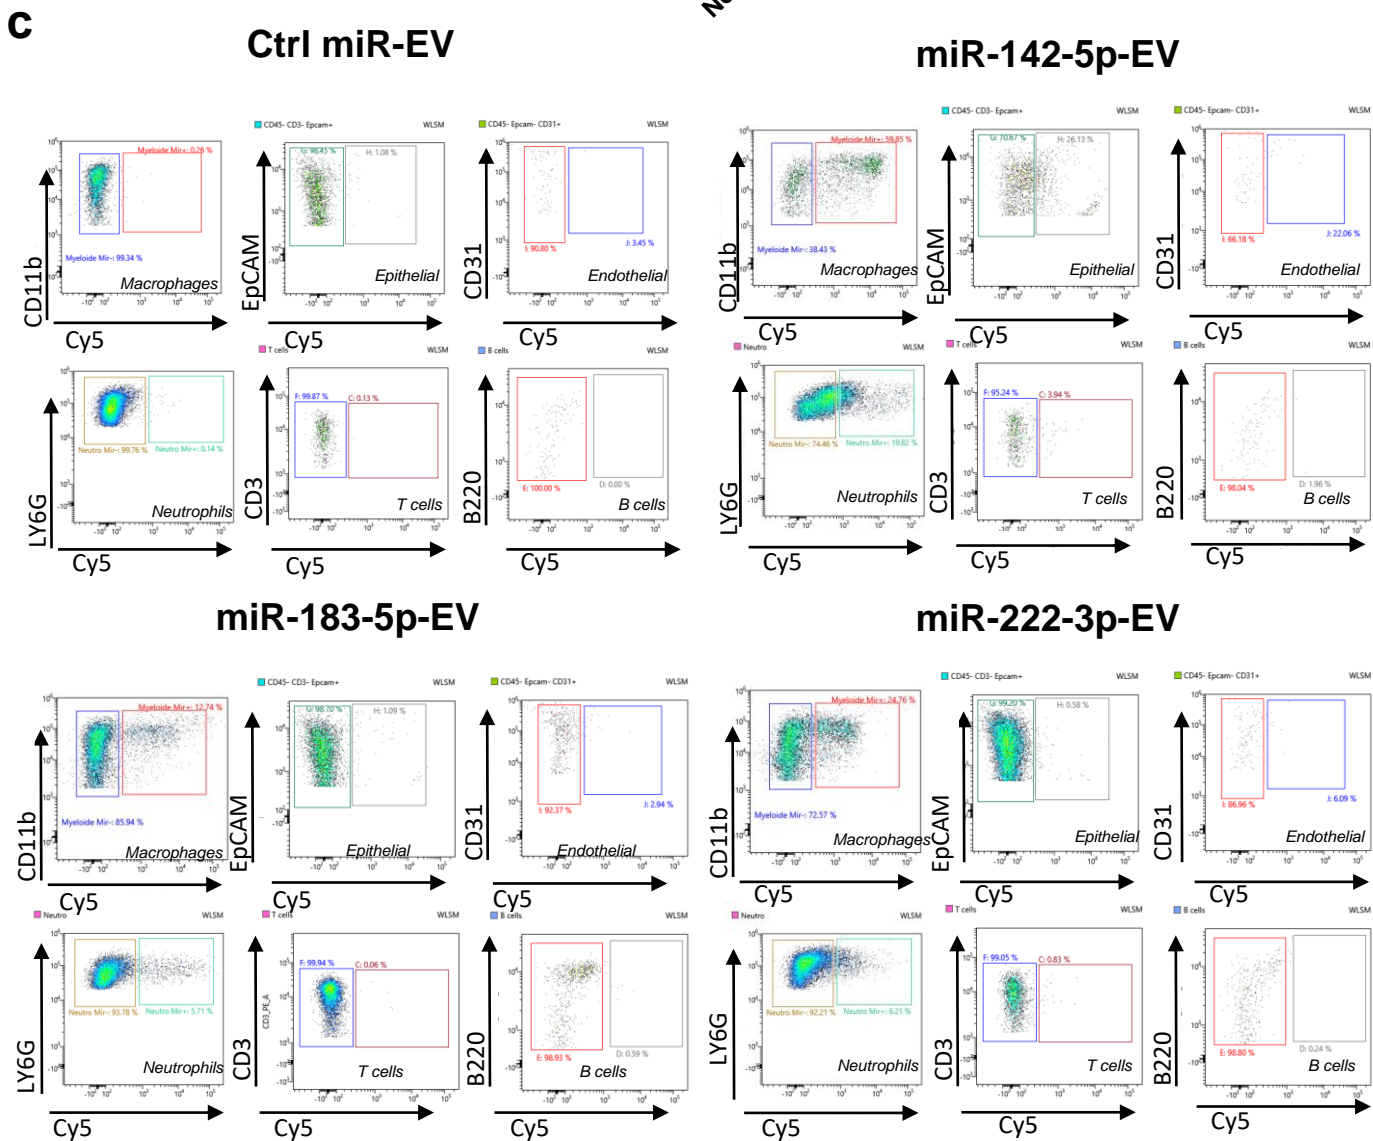 c
Ctrl miR-EV
miR-142-5p-EV
CD45- CD3- Epcam+ WLSM
CD45- Epcam- CD31+ WLSM
CD45- CD3- Epcam+ WLSM
CD45- Epcam- CD31+ WLSM
Myeloide Mir+: 0.26 %
Myeloide Mir-: 99.34 %
Macrophages
CD11b
Cy5
G: 98.45 %
H: 1.08 %
Epithelial
EpCAM
Cy5
I: 90.80 %
J: 3.45 %
Endothelial
CD31
Cy5
Myeloide Mir+: 59.85 %
Myeloide Mir-: 38.43 %
Macrophages
CD11b
Cy5
G: 70.67 %
H: 26.13 %
Epithelial
EpCAM
Cy5
I: 66.18 %
J: 22.06 %
Endothelial
CD31
Cy5
T cells WLSM
B cells WLSM
Neutro WLSM
T cells WLSM
B cells WLSM
Neutro Mir-: 99.76 %
Neutro Mir+: 0.14 %
Neutrophils
LY6G
Cy5
F: 99.87 %
C: 0.13 %
T cells
CD3
Cy5
E: 100.00 %
D: 0.00 %
B cells
B220
Cy5
Neutro Mir-: 74.46 %
Neutro Mir+: 19.82 %
Neutrophils
LY6G
Cy5
F: 95.24 %
C: 3.94 %
T cells
CD3
Cy5
E: 98.04 %
D: 1.96 %
B cells
B220
Cy5
miR-183-5p-EV
miR-222-3p-EV
CD45- CD3- Epcam+ WLSM
CD45- Epcam- CD31+ WLSM
CD45- CD3- Epcam+ WLSM
CD45- Epcam- CD31+ WLSM
Myeloide Mir+: 12.74 %
Myeloide Mir-: 85.94 %
Macrophages
CD11b
Cy5
G: 98.70 %
H: 1.09 %
Epithelial
EpCAM
Cy5
I: 92.37 %
J: 2.94 %
Endothelial
CD31
Cy5
Myeloide Mir+: 24.76 %
Myeloide Mir-: 72.57 %
Macrophages
CD11b
Cy5
G: 99.20 %
H: 0.58 %
Epithelial
EpCAM
Cy5
I: 86.96 %
J: 6.09 %
Endothelial
CD31
Cy5
Neutro WLSM
T cells WLSM
B cells WLSM
Neutro WLSM
T cells WLSM
B cells WLSM
Neutro Mir-: 93.78 %
Neutro Mir+: 5.71 %
Neutrophils
LY6G
Cy5
F: 99.94 %
C: 0.06 %
CD3_PE_A
T cells
CD3
Cy5
E: 98.93 %
D: 0.59 %
B cells
B220
Cy5
Neutro Mir-: 92.21 %
Neutro Mir+: 6.21 %
Neutrophils
LY6G
Cy5
F: 99.05 %
C: 0.83 %
T cells
CD3
Cy5
E: 98.80 %
D: 0.24 %
B cells
B220
Cy5